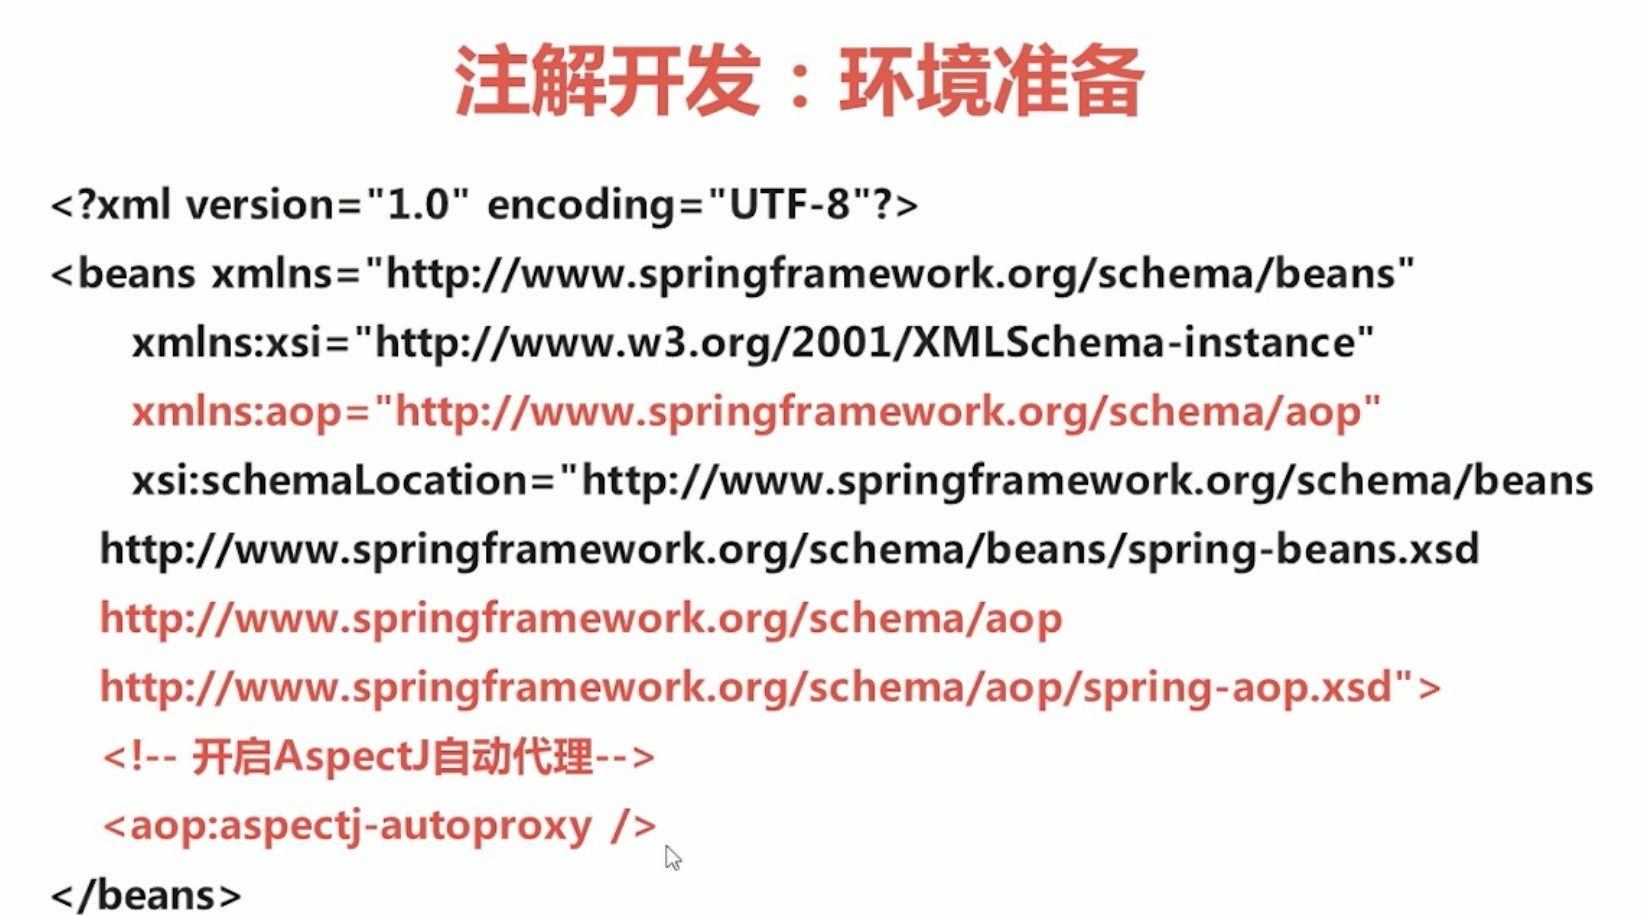 注解开发：环境准备
<?xml version="1.0" encoding="UTF-8"?>
<beans xmlns="http://www.springframework.org/schema/beans"
xmlns:xsi="http://www.w3.org/2001/XMLSchema-instance"
xmlns:aop="http://www.springframework.org/schema/aop"
xsi:schemaLocation="http://www.springframework.org/schema/beans
http://www.springframework.org/schema/beans/spring-beans.xsd
http://www.springframework.org/schema/aop
http://www.springframework.org/schema/aop/spring-aop.xsd">
<!-- 开启AspectJ自动代理-->
<aop:aspectj-autoproxy />
</beans>